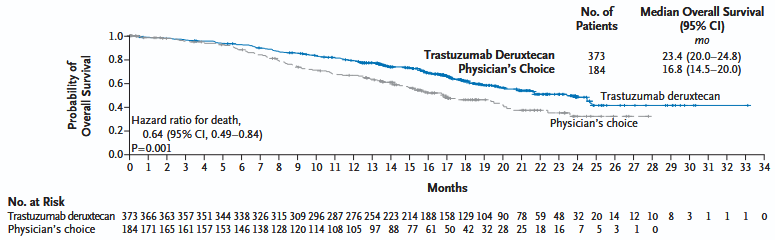 No. of Patients
Median Overall Survival (95% CI)
mo
Trastuzumab Deruxtecan 373 23.4 (20.0–24.8)
Physician's Choice 184 16.8 (14.5–20.0)
Probability of Overall Survival
1.0
0.8
0.6
0.4
0.2
0.0
Trastuzumab deruxtecan
Physician's choice
Hazard ratio for death,
0.64 (95% CI, 0.49–0.84)
P=0.001
0 1 2 3 4 5 6 7 8 9 10 11 12 13 14 15 16 17 18 19 20 21 22 23 24 25 26 27 28 29 30 31 32 33 34
Months
No. at Risk
Trastuzumab deruxtecan 373 366 363 357 351 344 338 326 315 309 296 287 276 254 223 214 188 158 129 104 90 78 59 48 32 20 14 12 10 8 3 1 1 1 0
Physician's choice 184 171 165 161 157 153 146 138 128 120 114 108 105 97 88 77 61 50 42 32 28 25 18 16 7 5 3 1 0